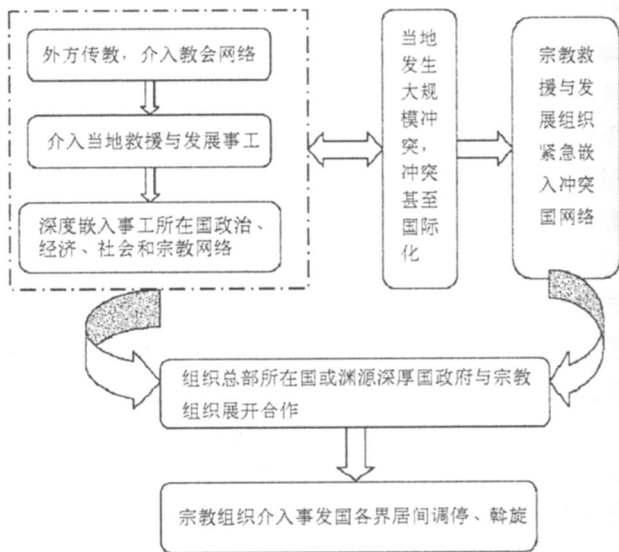 外方传教，介入教会网络
介入当地救援与发展事工
深度嵌入事工所在国政治、
经济、社会和宗教网络
当地
发生
大规
模冲
突，
冲突
甚至
国际
化
宗教救
援与发
展组织
紧急嵌
入冲突
国网络
组织总部所在国或渊源深厚国政府与宗教
组织展开合作
宗教组织介入事发国各界居间调停、斡旋